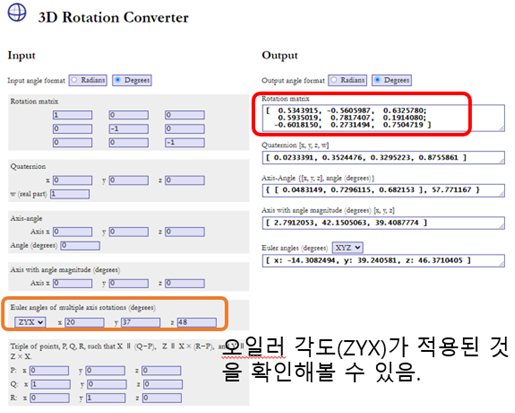 3D Rotation Converter
Input
Input angle format Radians Degrees
Rotation matrix
1 0 0
0 -1 0
0 0 -1
Quaternion
x 0 y 0 z 0
w (real part) 1
Axis-angle
Axis x 0 y 0 z 0
Angle (degrees) 0
Axis with angle magnitude (degrees)
Axis x 0 y 0 z 0
Euler angles of multiple axis rotations (degrees)
ZYX x 20 y 37 z 48
Triple of points, P, Q, R, such that X ∥ (Q−P), Z ∥ X × (R−P), and Y ∥
Z × X.
P: x 0 y 0 z 0
Q: x 1 y 0 z 0
R: x 0 y 1 z 0
Output
Output angle format Radians Degrees
Rotation matrix
[ 0.5343915, -0.5605987, 0.6325780;
0.5935019, 0.7817407, 0.1914080;
-0.6018150, 0.2731494, 0.7504719 ]
Quaternion [x, y, z, w]
[ 0.0233391, 0.3524476, 0.3295223, 0.8755861 ]
Axis-Angle {[x, y, z], angle (degrees)}
{ [ 0.0483149, 0.7296115, 0.682153 ], 57.771167 }
Axis with angle magnitude (degrees) [x, y, z]
[ 2.7912053, 42.1505063, 39.4087774 ]
Euler angles (degrees) XYZ
[ x: -14.3082494, y: 39.240581, z: 46.3710405 ]
오일러 각도(ZYX)가 적용된 것
을 확인해볼 수 있음.